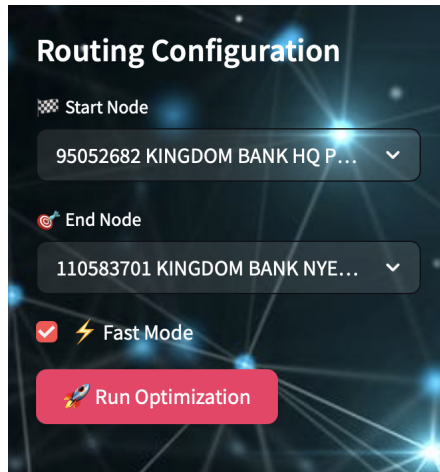 Routing Configuration
🏁 Start Node
95052682 KINGDOM BANK HQ P...
🎯 End Node
110583701 KINGDOM BANK NYE...
⚡ Fast Mode
🚀 Run Optimization